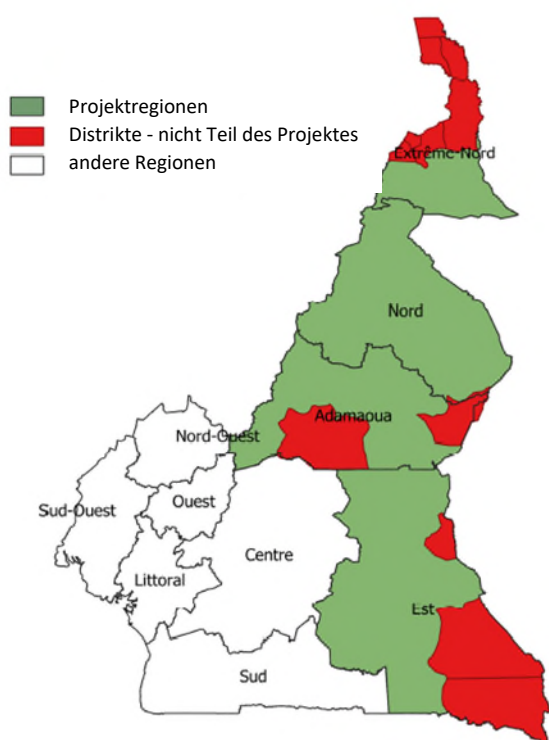 Projektregionen
Distrikte - nicht Teil des Projektes
andere Regionen
Extrême-Nord
Nord
Adamaoua
Nord-Ouest
Ouest
Sud-Ouest
Centre
Littoral
Est
Sud